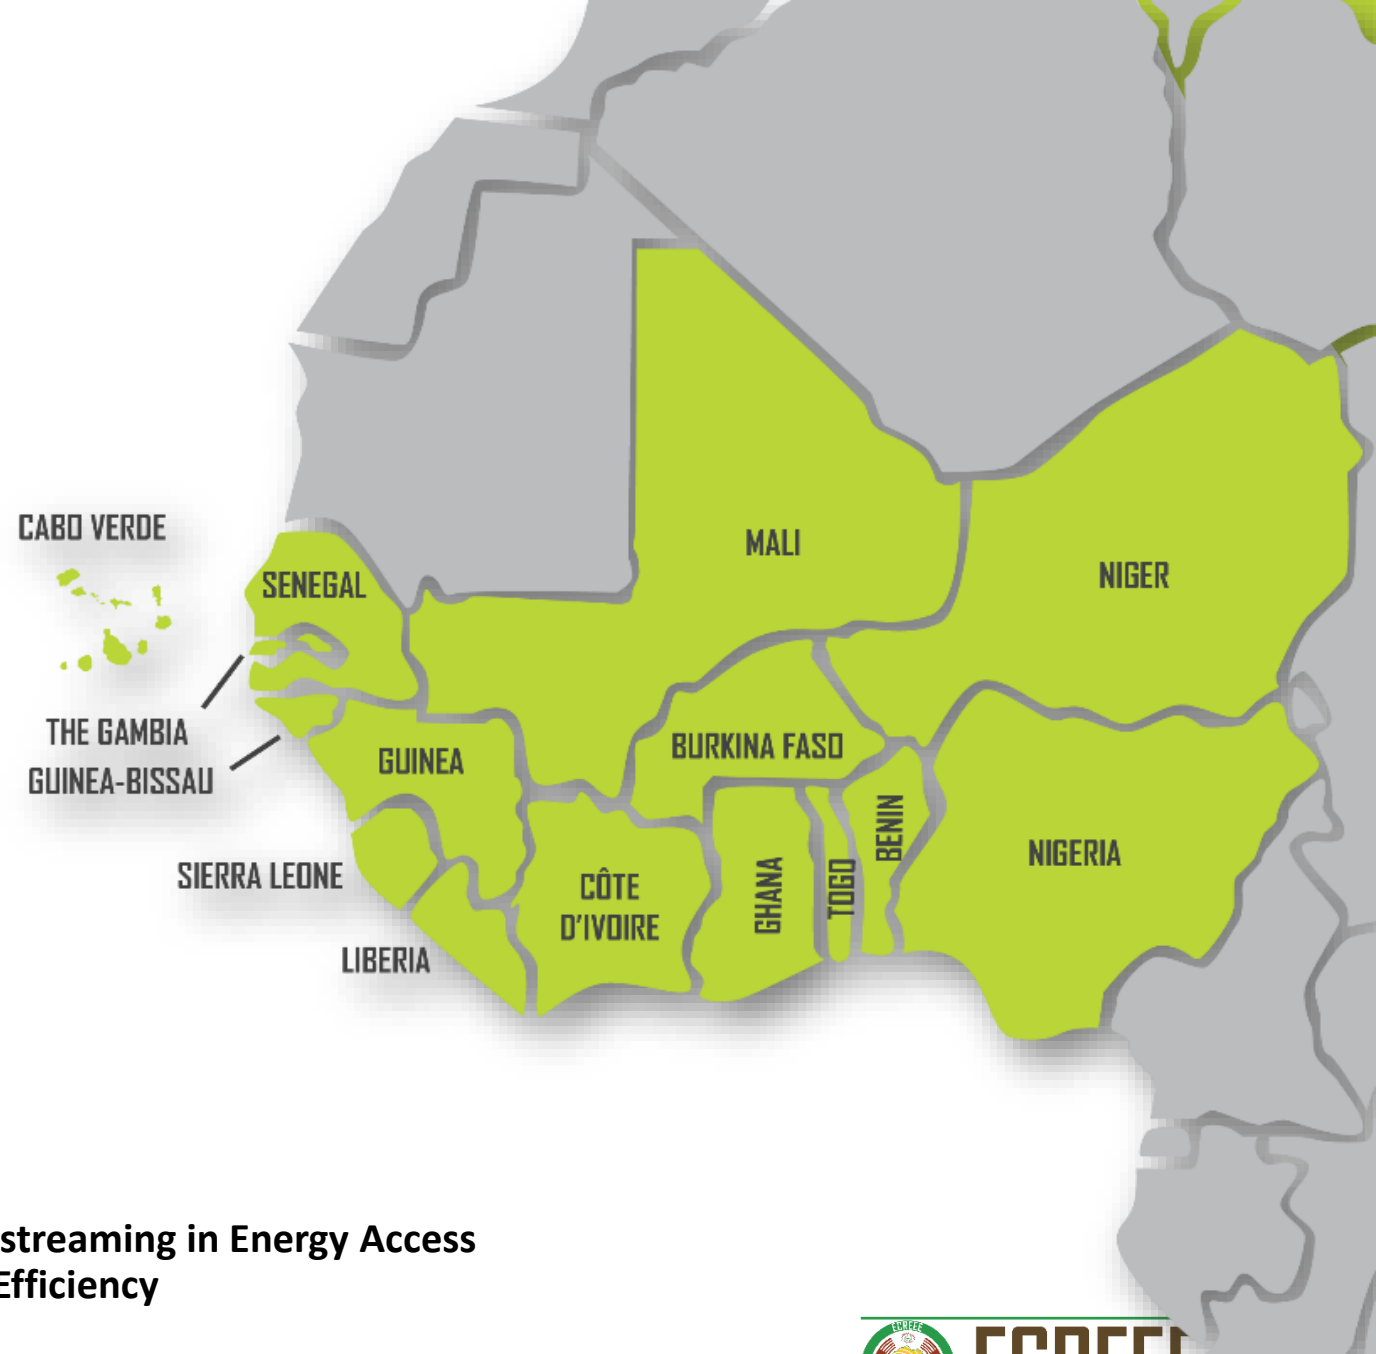 CABO VERDE
SENEGAL
MALI
NIGER
THE GAMBIA
GUINEA-BISSAU
GUINEA
BURKINA FASO
SIERRA LEONE
LIBERIA
CÔTE
D'IVOIRE
GHANA
TOGO
BENIN
NIGERIA
streaming in Energy Access
Efficiency
ECREEE